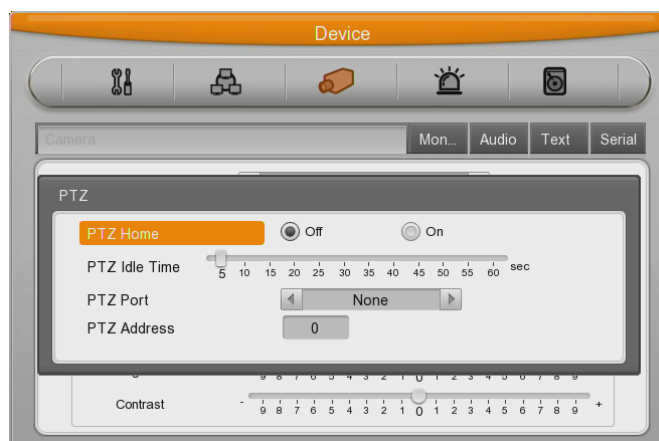 Device
Camera Mon... Audio Text Serial
PTZ
PTZ Home Off On
PTZ Idle Time 5 10 15 20 25 30 35 40 45 50 55 60 sec
PTZ Port None
PTZ Address 0
9 8 7 6 5 4 3 2 1 0 1 2 3 4 5 6 7 8 9
Contrast - 9 8 7 6 5 4 3 2 1 0 1 2 3 4 5 6 7 8 9 +